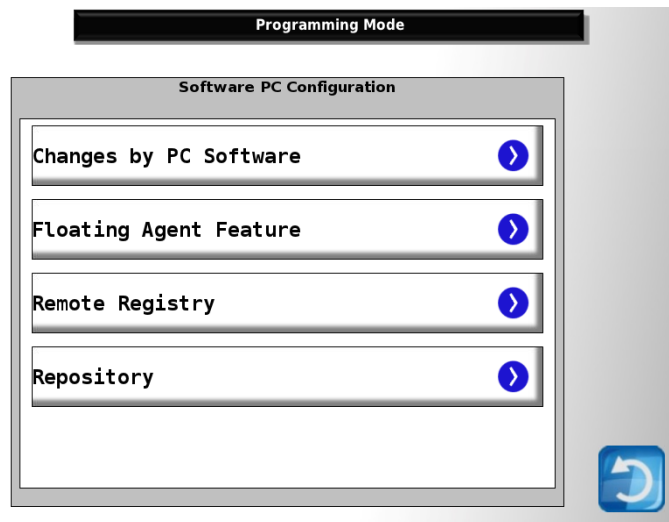 Programming Mode
Software PC Configuration
Changes by PC Software
Floating Agent Feature
Remote Registry
Repository